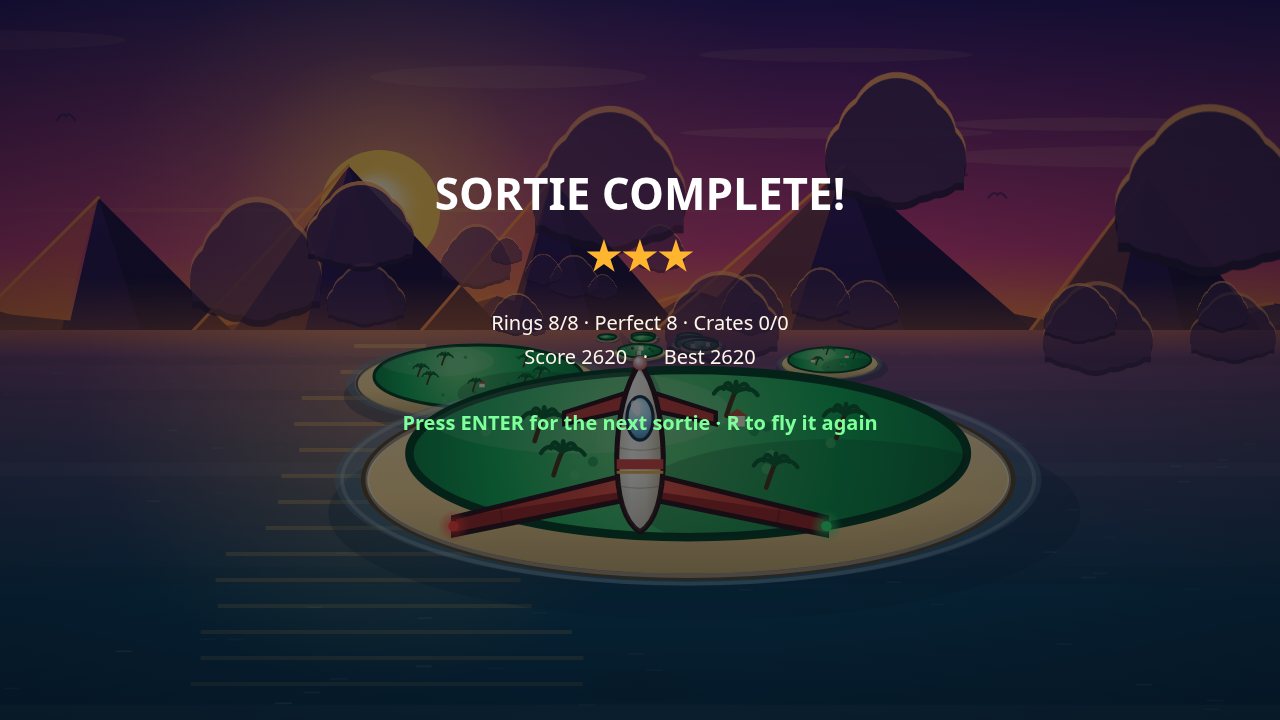 SORTIE COMPLETE!
★★★
Rings 8/8 · Perfect 8 · Crates 0/0
Score 2620 · Best 2620
Press ENTER for the next sortie · R to fly it again